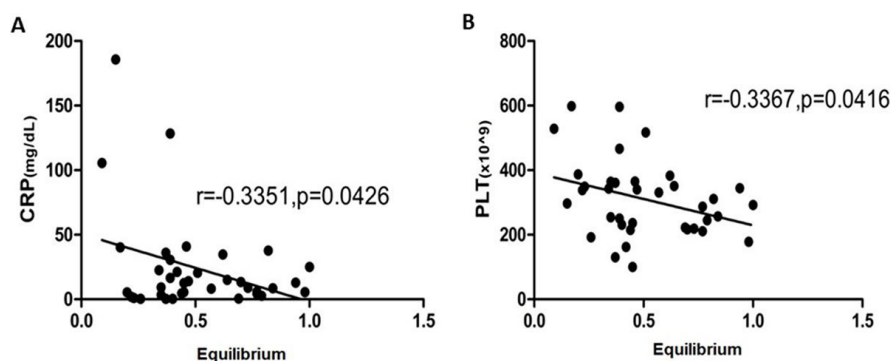 A
B
CRP(mg/dL)
200
150
100
50
0
r=-0.3351,p=0.0426
0.0
0.5
1.0
1.5
Equilibrium
PLT(x10^9)
800
600
400
200
0
r=-0.3367,p=0.0416
0.0
0.5
1.0
1.5
Equilibrium